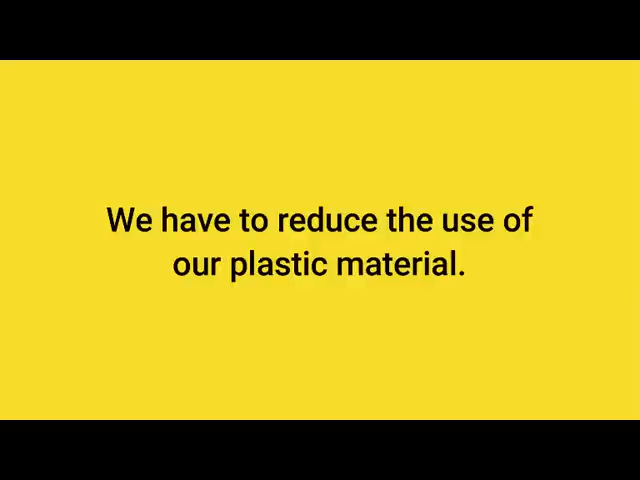 We have to reduce the use of
our plastic material.